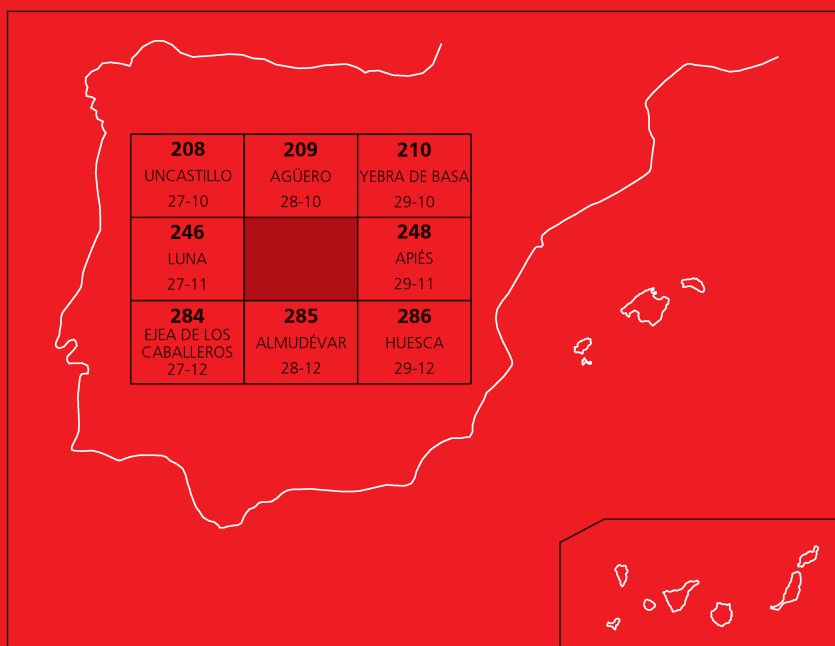 208
UNCASTILLO
27-10
209
AGÜERO
28-10
210
YEBRA DE BASA
29-10
246
LUNA
27-11
248
APIÉS
29-11
284
EJEA DE LOS
CABALLEROS
27-12
285
ALMUDÉVAR
28-12
286
HUESCA
29-12